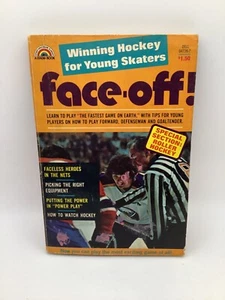 Winning Hockey
for Young Skaters
$1.50
face-off!
LEARN TO PLAY "THE FASTEST GAME ON EARTH," WITH TIPS FOR YOUNG
PLAYERS ON HOW TO PLAY FORWARD, DEFENSEMAN AND GOALTENDER.
SPECIAL
SECTION:
ROLLER
HOCKEY
FACELESS HEROES
IN THE NETS
PICKING THE RIGHT
EQUIPMENT
PUTTING THE POWER
IN "POWER PLAY"
HOW TO WATCH HOCKEY